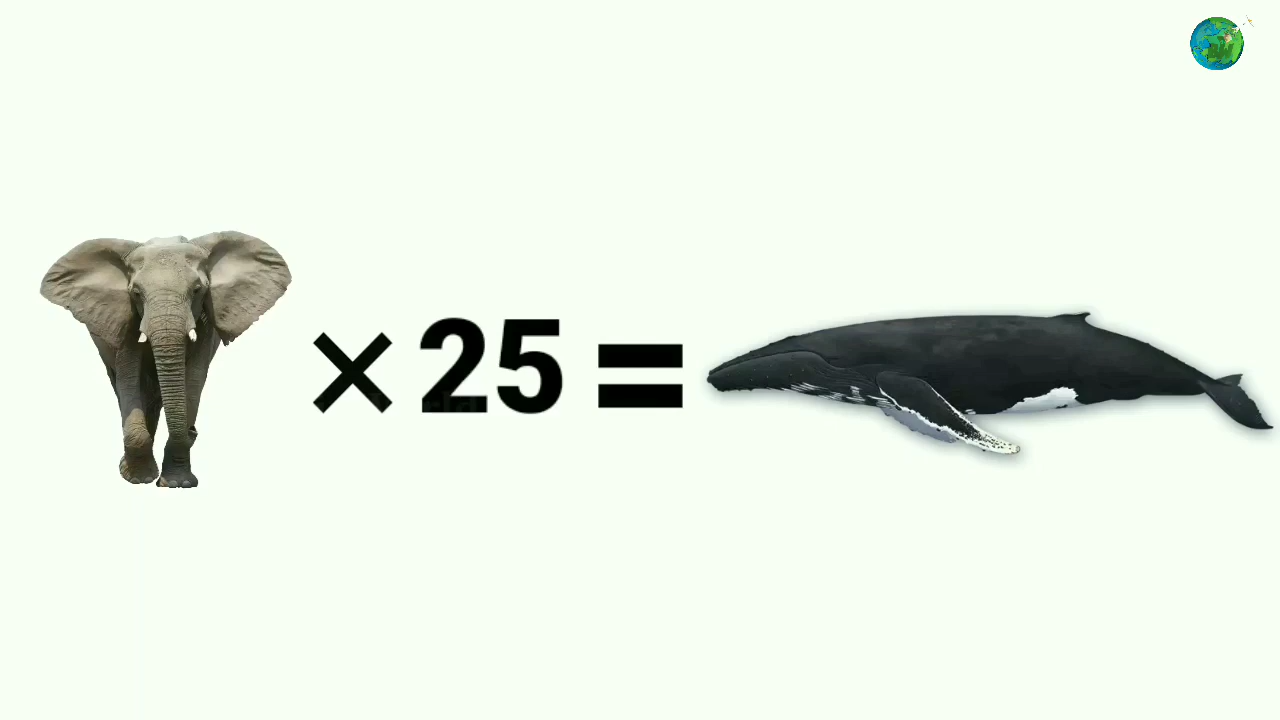 × 25 =